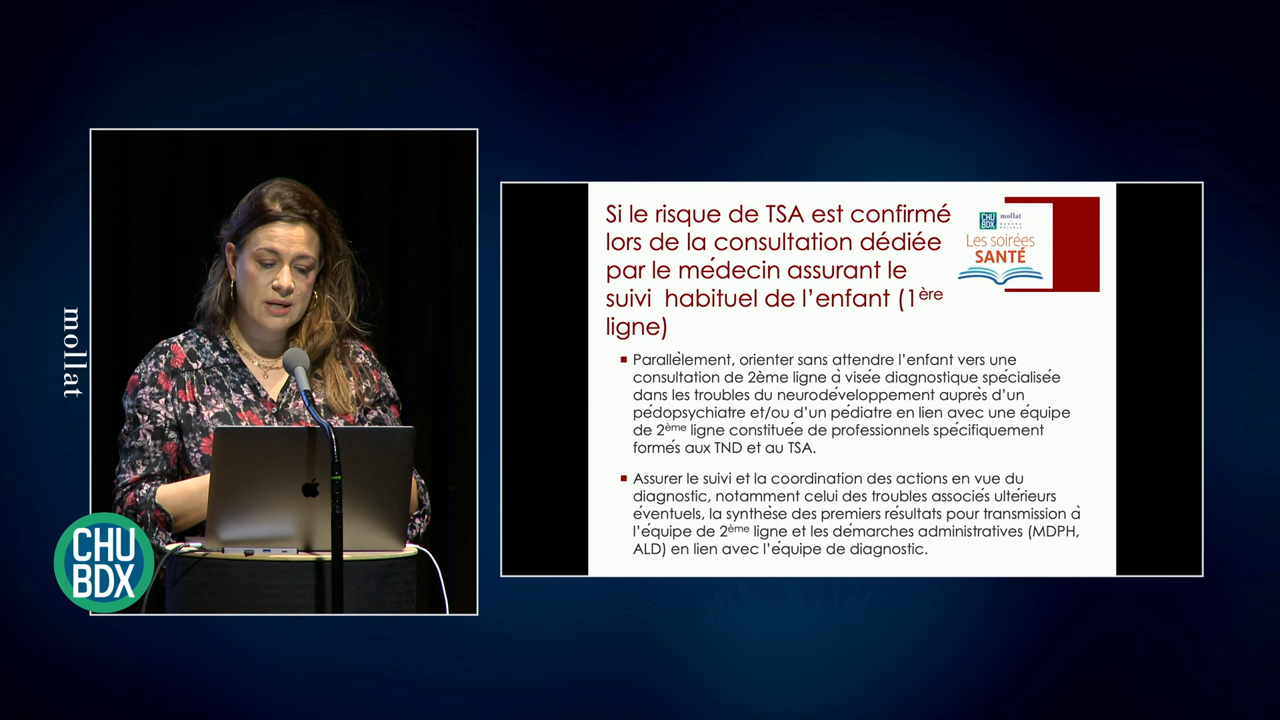 mollat
CHU
BDX
Si le risque de TSA est confirmé
lors de la consultation dédiée
par le médecin assurant le
suivi habituel de l’enfant (1ère
ligne)
CHU
BDX
mollat
Les soirées
SANTÉ
Parallèlement, orienter sans attendre l’enfant vers une
consultation de 2ème ligne à visée diagnostique spécialisée
dans les troubles du neurodéveloppement auprès d’un
pédopsychiatre et/ou d’un pédiatre en lien avec une équipe
de 2ème ligne constituée de professionnels spécifiquement
formés aux TND et au TSA.
Assurer le suivi et la coordination des actions en vue du
diagnostic, notamment celui des troubles associés ultérieurs
éventuels, la synthèse des premiers résultats pour transmission à
l’équipe de 2ème ligne et les démarches administratives (MDPH,
ALD) en lien avec l’équipe de diagnostic.